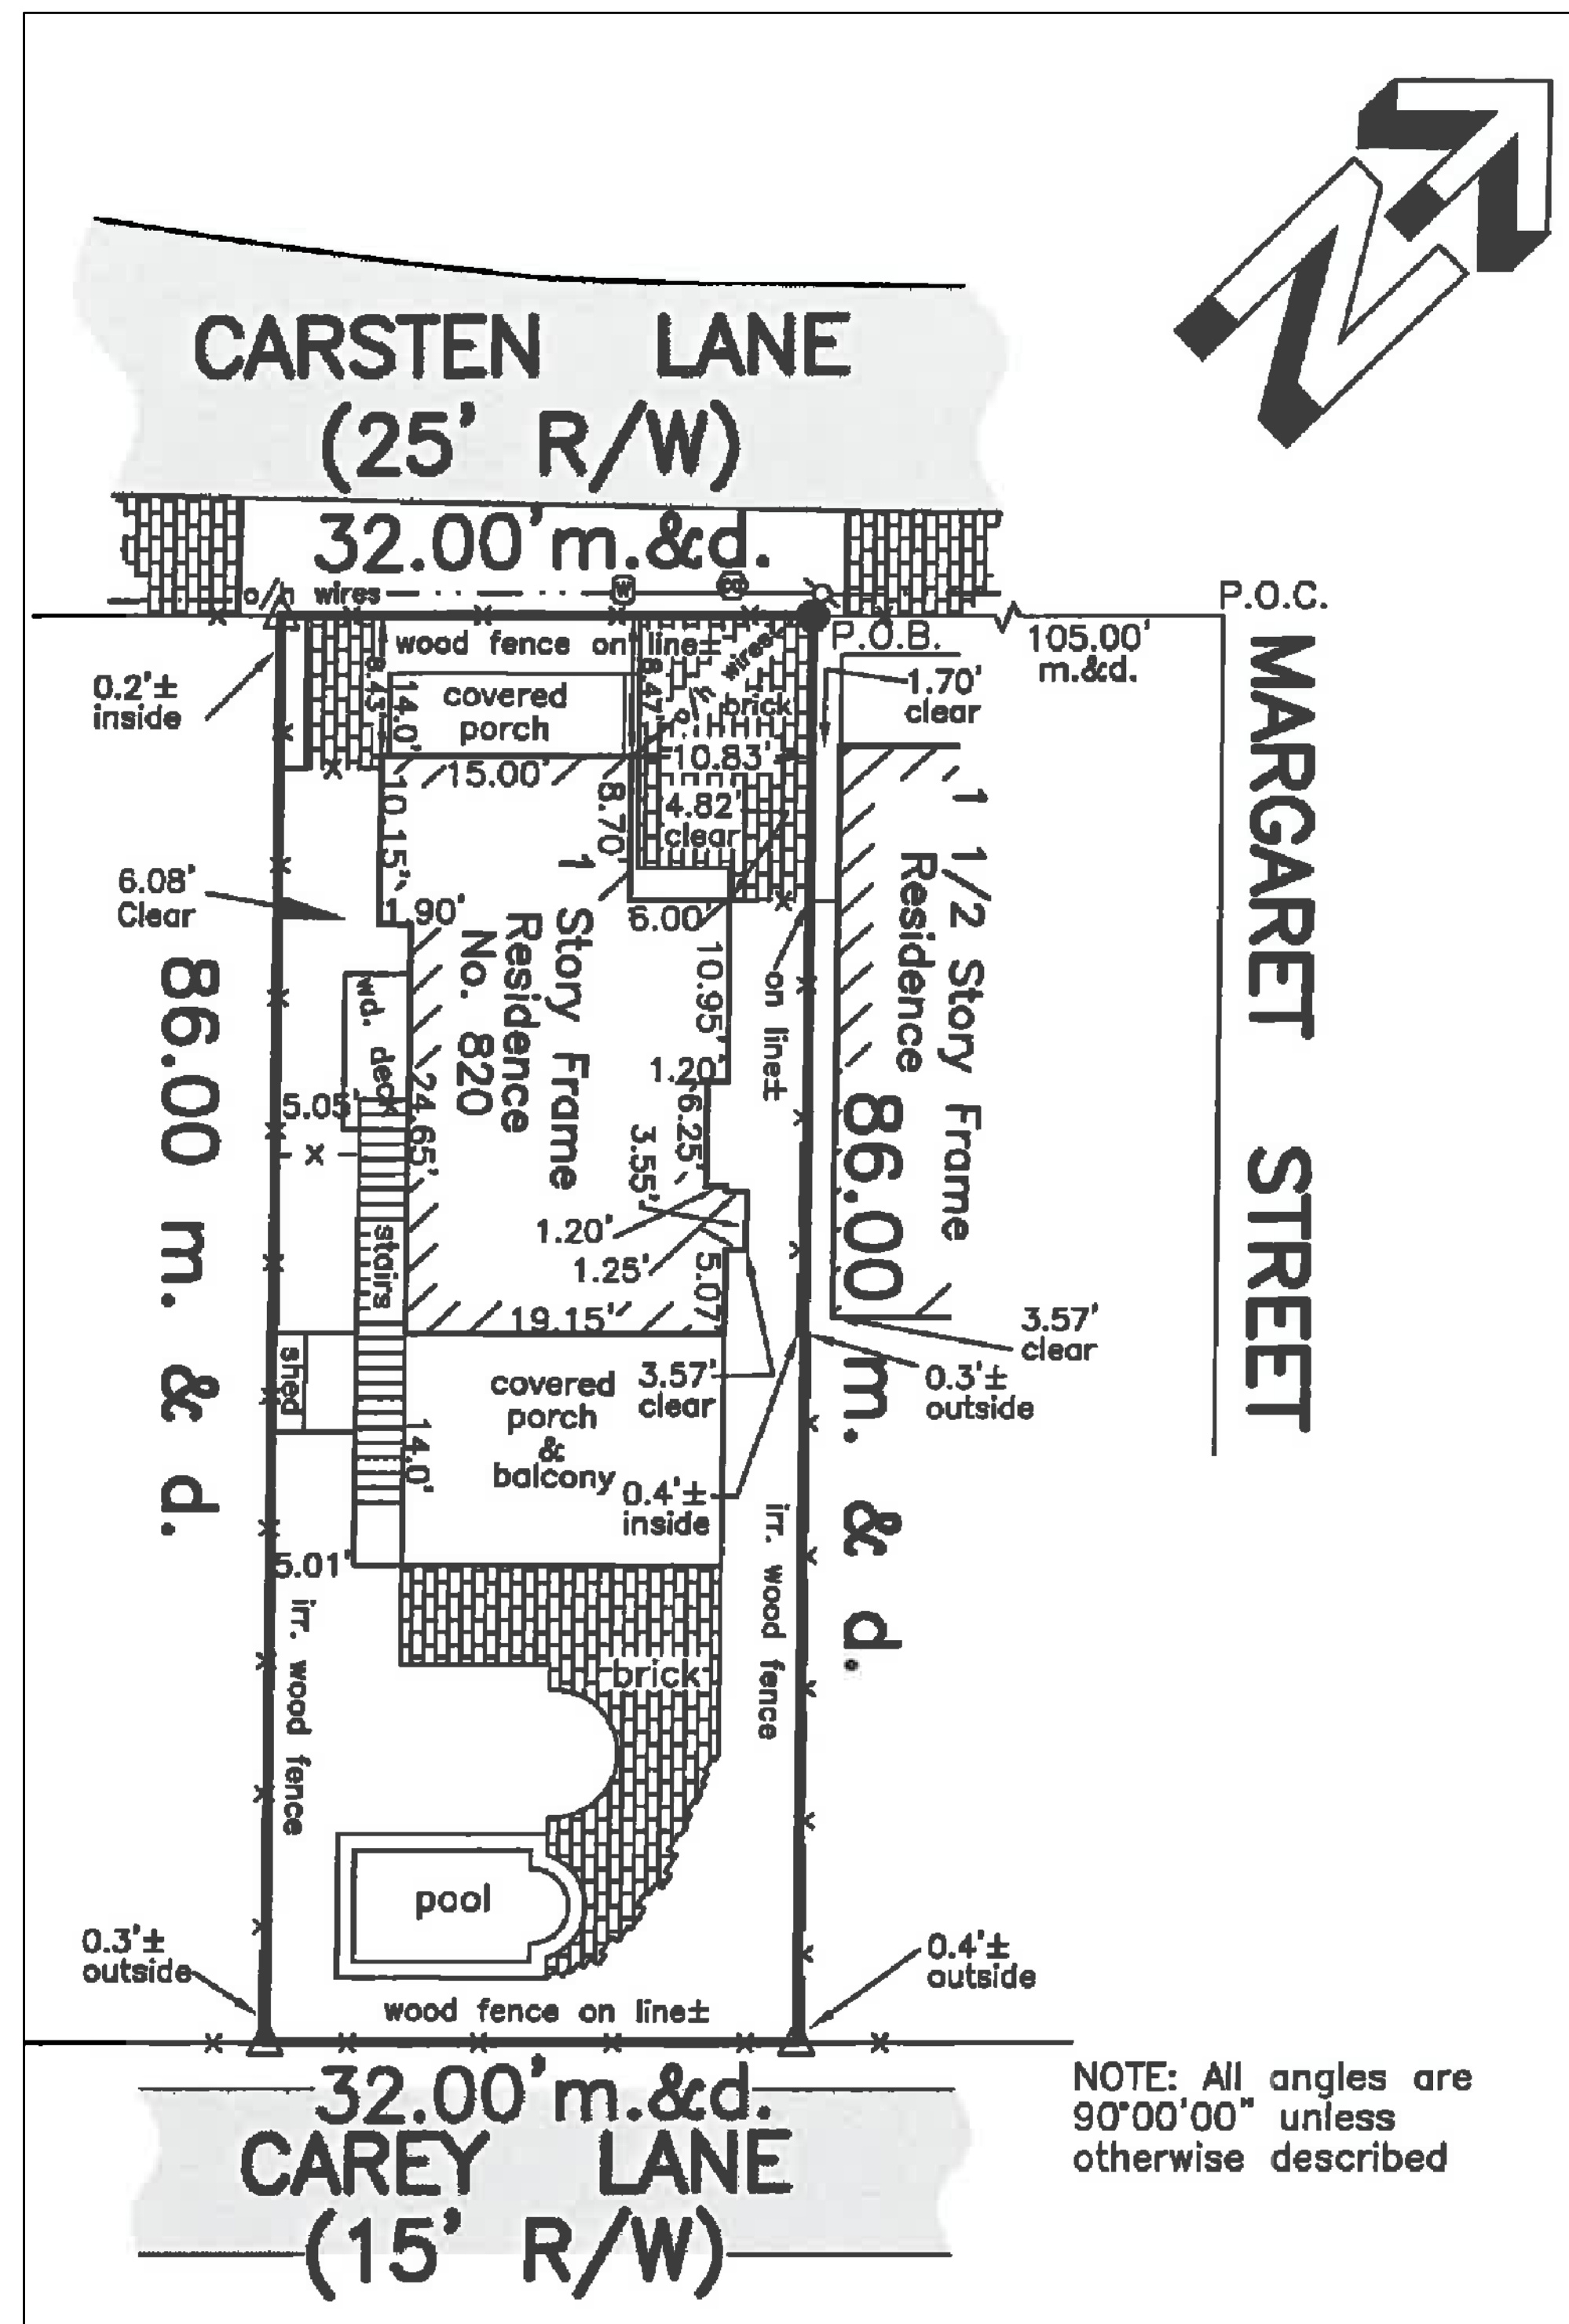 N
CARSTEN LANE
(25' R/W)
32.00'm.&d.
o/h wires
W
P.O.C.
P.O.B.
105.00'
m.&d.
MARGARET STREET
wood fence on line±
0.2'±
inside
8.43'
14.0'
covered
porch
8.47'
o/h wires
brick
1.70'
clear
10.83'
15.00'
10.15'
8.70'
4.82'
clear
6.08'
Clear
1.90'
6.00'
10.95'
on line±
1 Story Frame
Residence
No. 820
1 1/2 Story Frame
Residence
86.00 m. & d.
86.00 m. & d.
wd. deck
5.05'
24.65'
1.20'
6.25'
3.55'
1.20'
1.25'
5.07'
stairs
19.15'
shed
covered
porch
&
balcony
14.0'
3.57'
clear
3.57'
clear
0.3'±
outside
0.4'±
inside
5.01'
irr. wood fence
irr. wood fence
brick
pool
0.3'±
outside
0.4'±
outside
wood fence on line±
32.00'm.&d.
CAREY LANE
(15' R/W)
NOTE: All angles are
90°00'00" unless
otherwise described